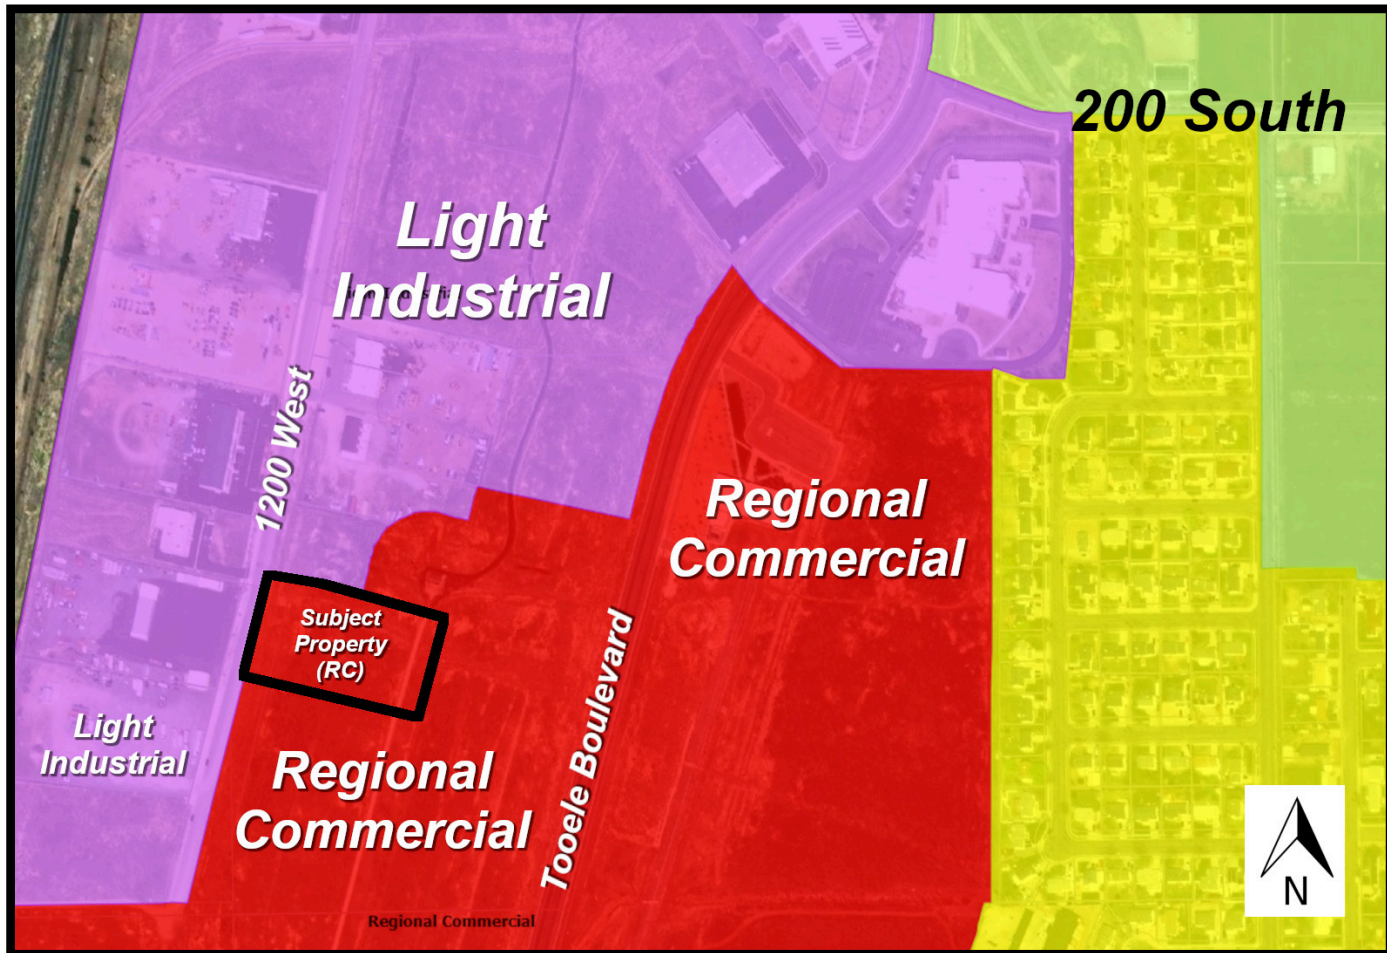 200 South
Light
Industrial
1200 West
Regional
Commercial
Subject
Property
(RC)
Tooele Boulevard
Light
Industrial
Regional
Commercial
Regional Commercial
N